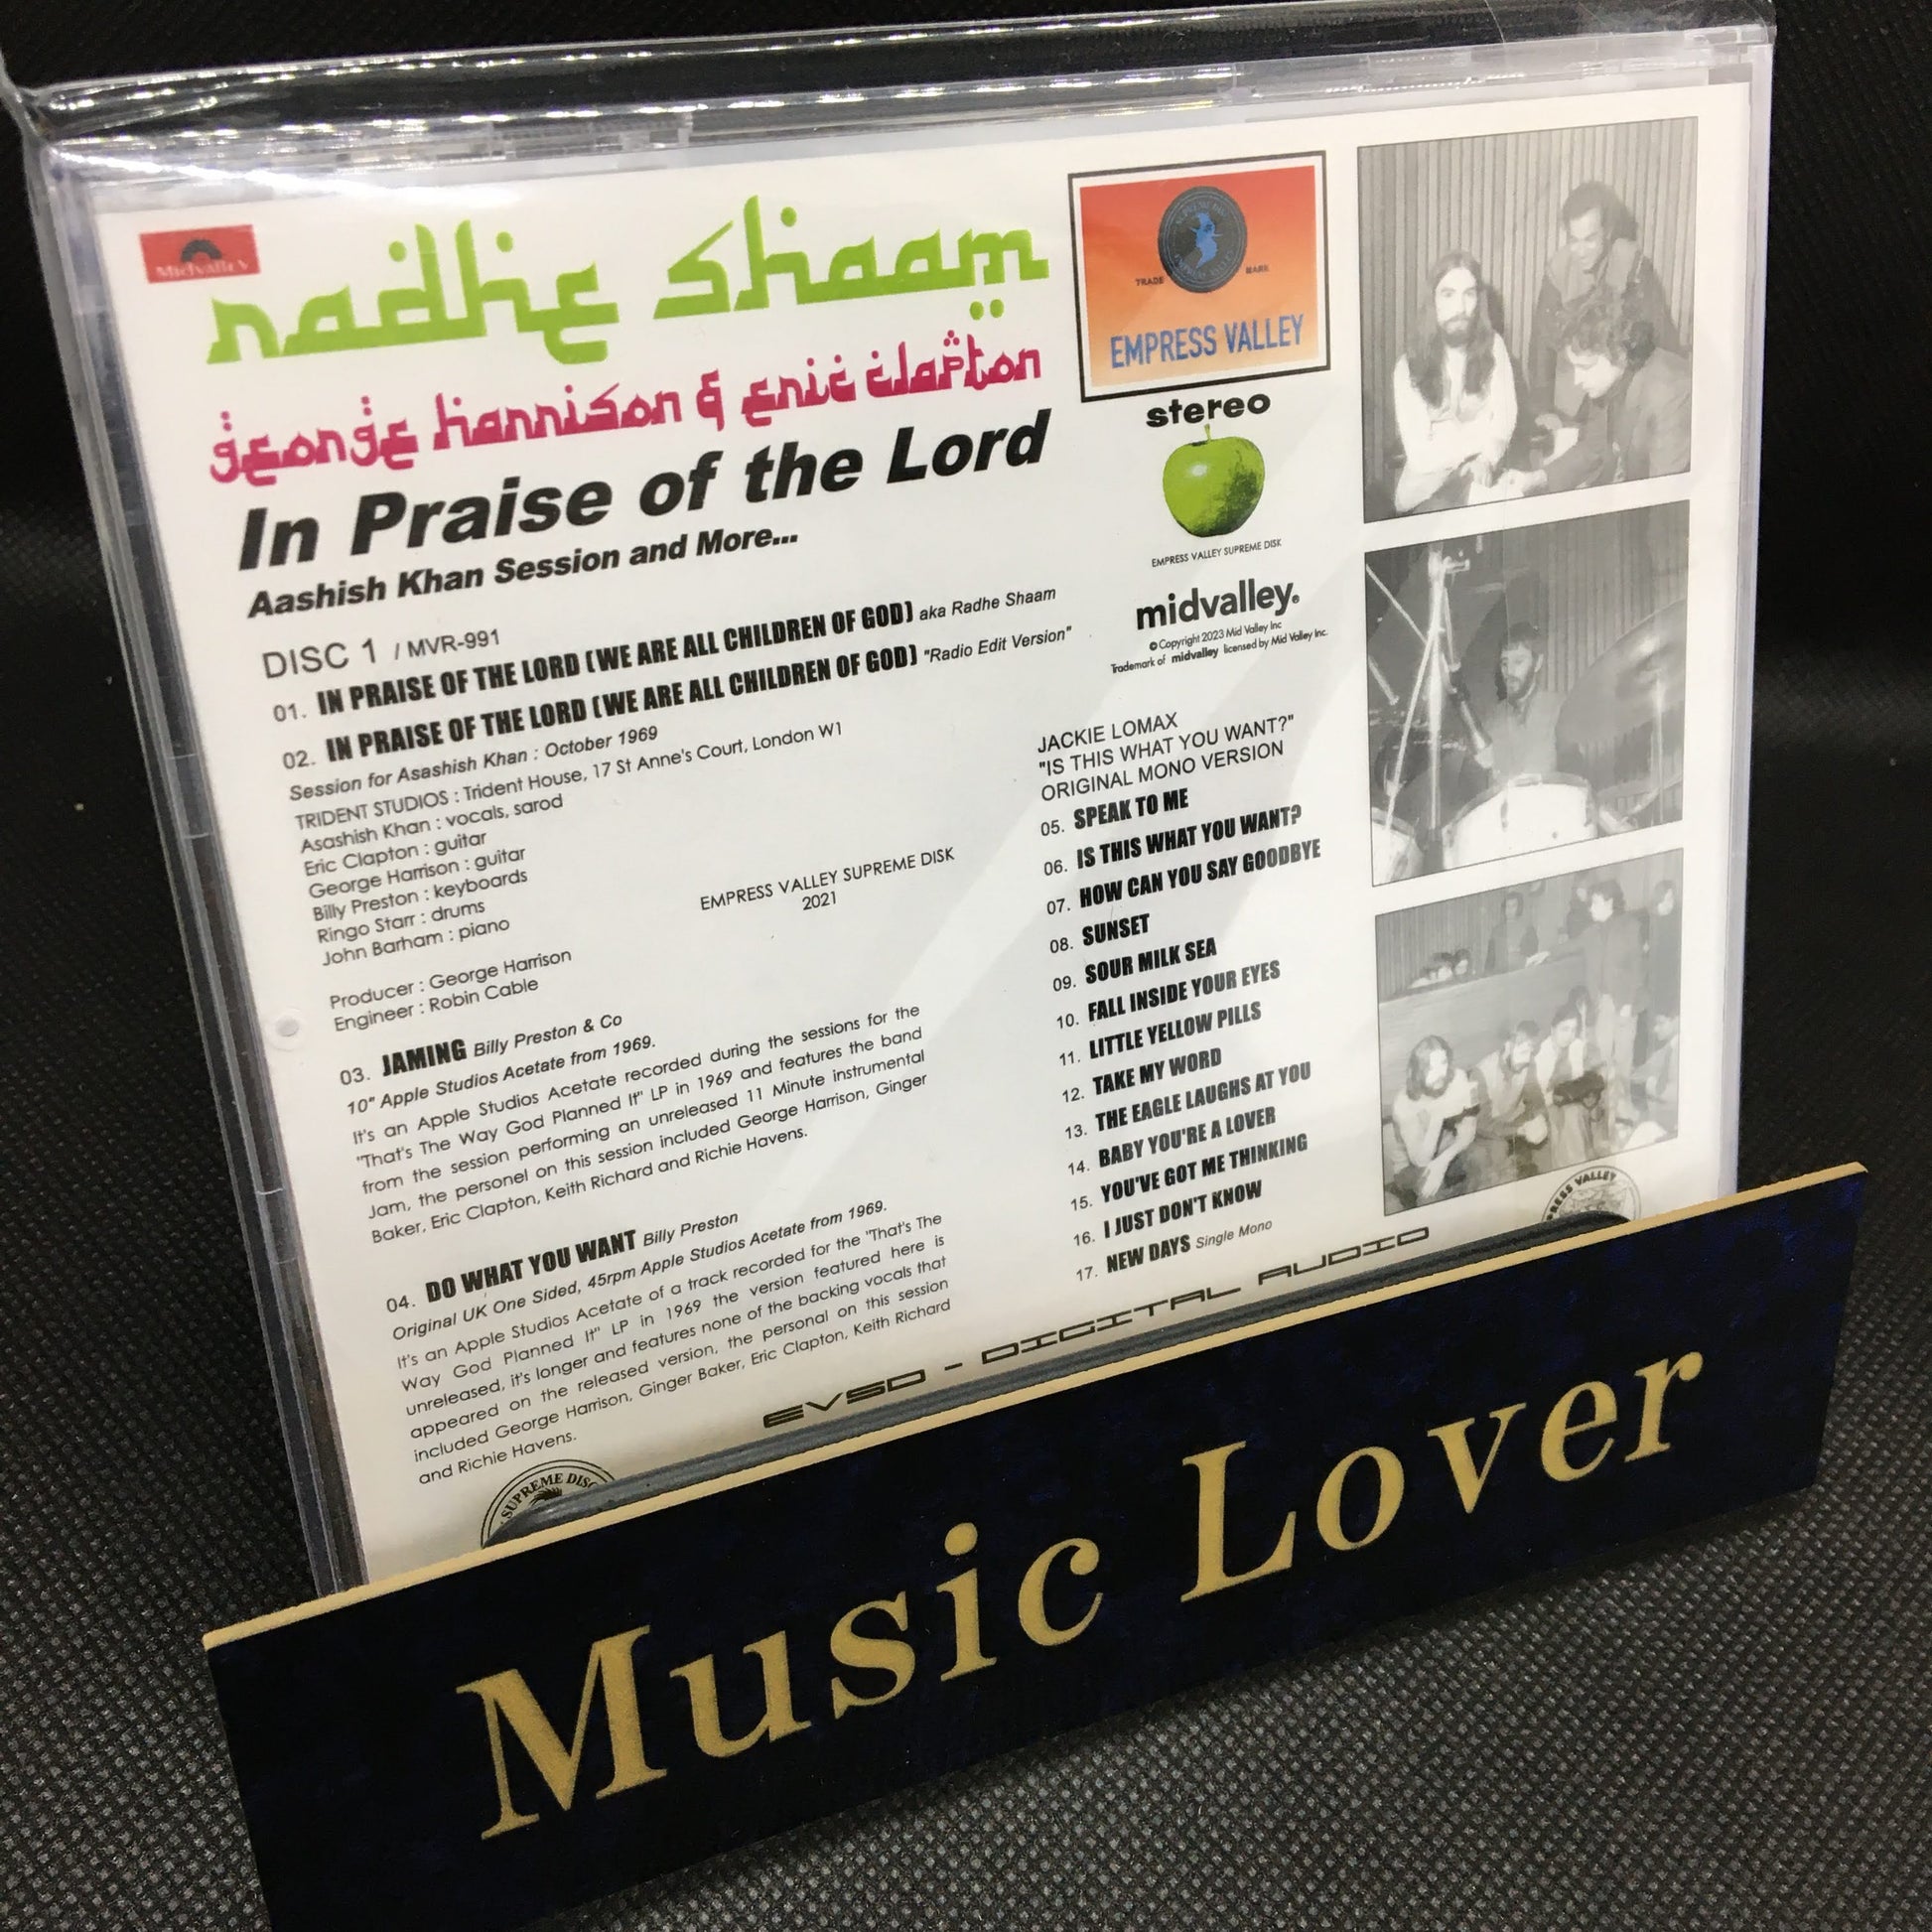 Midvalley
radhe shaam
george harrison & eric clapton
In Praise of the Lord
Aashish Khan Session and More...
DISC 1 / MVR-991
01. IN PRAISE OF THE LORD (WE ARE ALL CHILDREN OF GOD) aka Radhe Shaam
02. IN PRAISE OF THE LORD (WE ARE ALL CHILDREN OF GOD) "Radio Edit Version"
Session for Asashish Khan : October 1969
TRIDENT STUDIOS : Trident House, 17 St Anne's Court, London W1
Asashish Khan : vocals, sarod
Eric Clapton : guitar
George Harrison : guitar
Billy Preston : keyboards
Ringo Starr : drums
John Barham : piano
Producer : George Harrison
Engineer : Robin Cable
EMPRESS VALLEY SUPREME DISK
2021
03. JAMING Billy Preston & Co
10" Apple Studios Acetate from 1969.
It's an Apple Studios Acetate recorded during the sessions for the
"That's The Way God Planned It" LP in 1969 and features the band
from the session performing an unreleased 11 Minute instrumental
Jam, the personel on this session included George Harrison, Ginger
Baker, Eric Clapton, Keith Richard and Richie Havens.
04. DO WHAT YOU WANT Billy Preston
Original UK One Sided, 45rpm Apple Studios Acetate from 1969.
It's an Apple Studios Acetate of a track recorded for the "That's The
Way God Planned It" LP in 1969 the version featured here is
unreleased, it's longer and features none of the backing vocals that
appeared on the released version, the personal on this session
included George Harrison, Ginger Baker, Eric Clapton, Keith Richard
and Richie Havens.
SUPREME DISC
TRADE MARK
EMPRESS VALLEY
stereo
EMPRESS VALLEY SUPREME DISK
midvalley®
© Copyright 2023 Mid Valley Inc
Trademark of midvalley licensed by Mid Valley Inc.
JACKIE LOMAX
"IS THIS WHAT YOU WANT?"
ORIGINAL MONO VERSION
05. SPEAK TO ME
06. IS THIS WHAT YOU WANT?
07. HOW CAN YOU SAY GOODBYE
08. SUNSET
09. SOUR MILK SEA
10. FALL INSIDE YOUR EYES
11. LITTLE YELLOW PILLS
12. TAKE MY WORD
13. THE EAGLE LAUGHS AT YOU
14. BABY YOU'RE A LOVER
15. YOU'VE GOT ME THINKING
16. I JUST DON'T KNOW
17. NEW DAYS Single Mono
EVSD - DIGITAL AUDIO
VALLEY
Music Lover